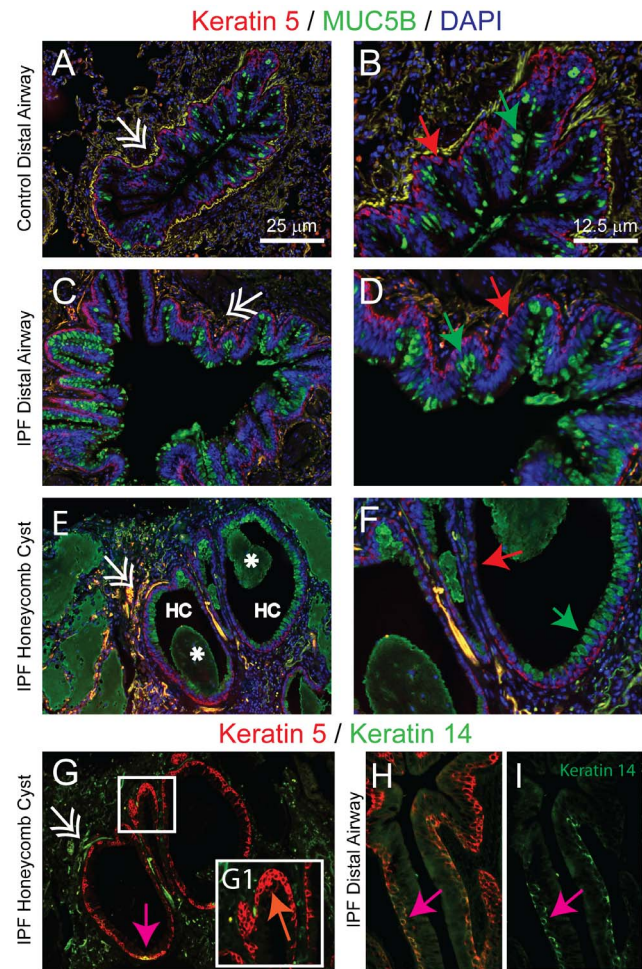 Keratin 5 / MUC5B / DAPI
Control Distal Airway
A
25 μm
B
12.5 μm
IPF Distal Airway
C
D
IPF Honeycomb Cyst
E
*
HC
HC
*
F
Keratin 5 / Keratin 14
IPF Honeycomb Cyst
G
G1
IPF Distal Airway
H
I
Keratin 14